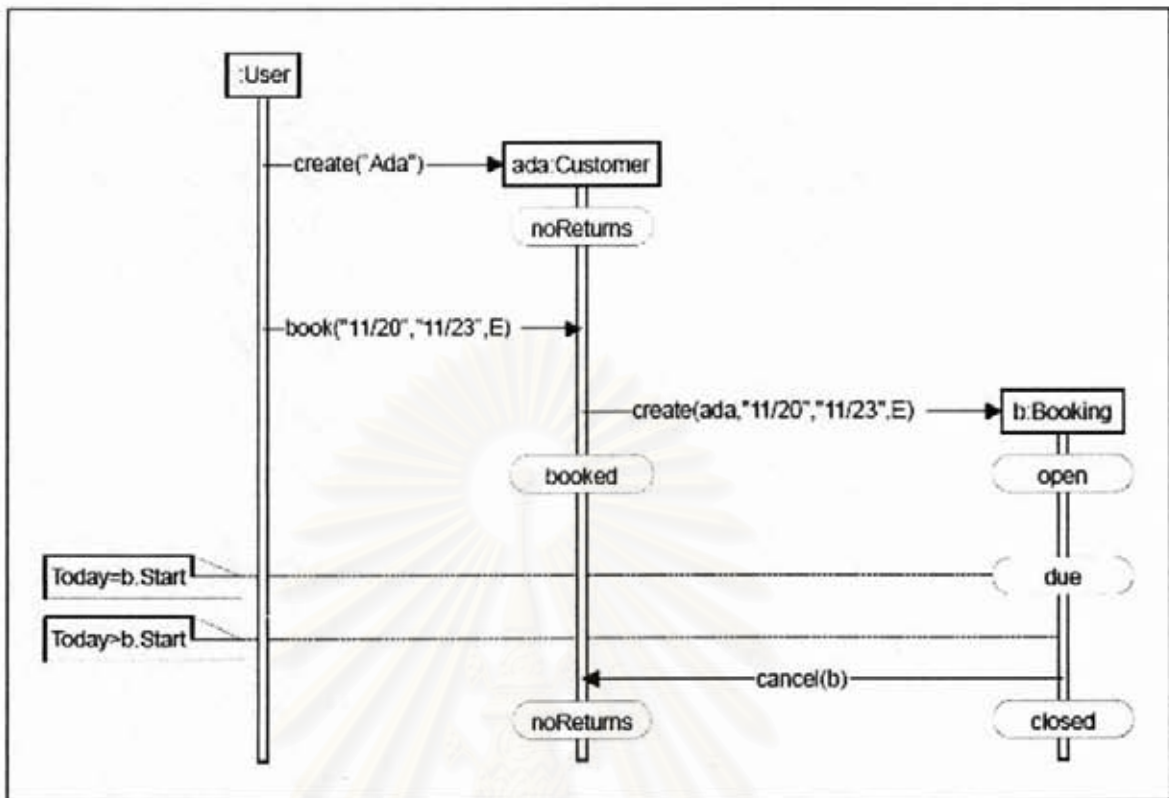 :User
create("Ada")
ada:Customer
noReturns
book("11/20","11/23",E)
create(ada,"11/20","11/23",E)
b:Booking
booked
open
Today=b.Start
due
Today>b.Start
cancel(b)
noReturns
closed